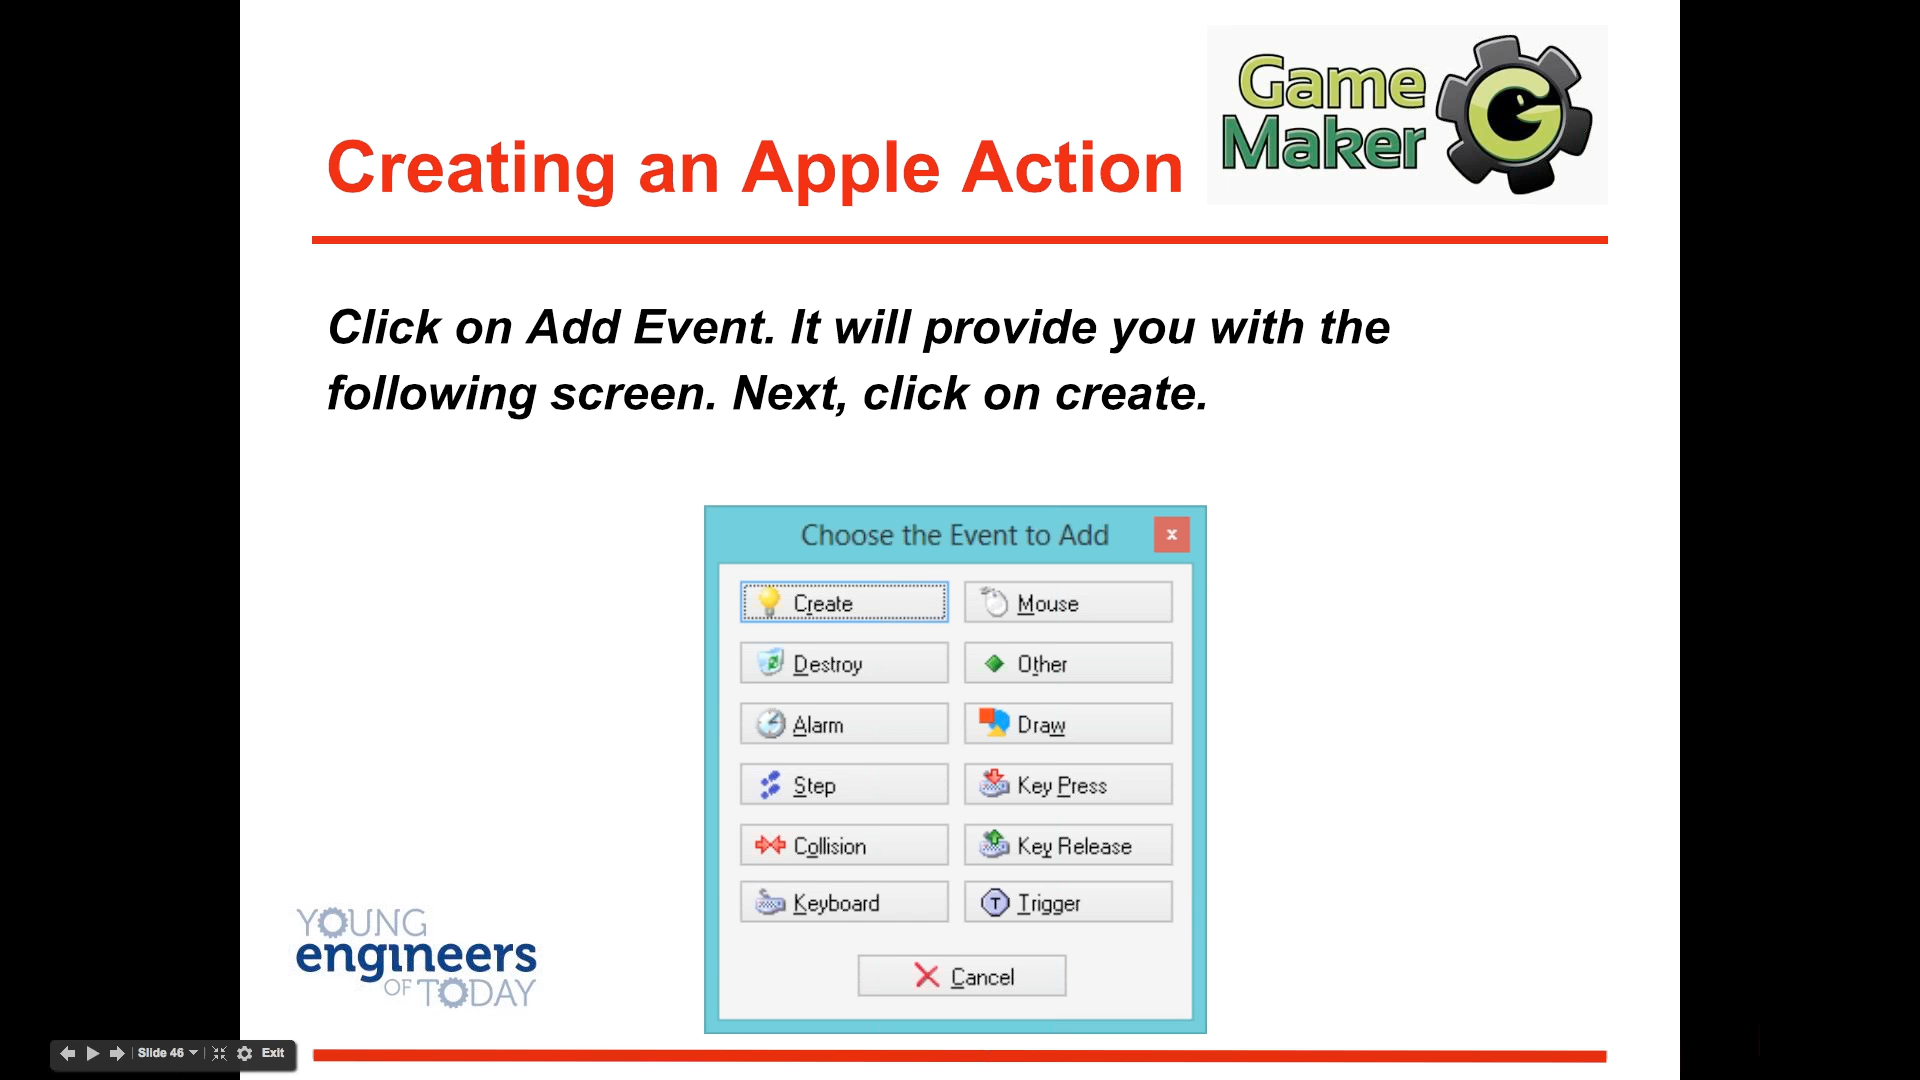 Game
Maker
G
Creating an Apple Action
Click on Add Event. It will provide you with the
following screen. Next, click on create.
Choose the Event to Add
x
Create
Mouse
Destroy
Other
Alarm
Draw
Step
Key Press
Collision
Key Release
Keyboard
T Trigger
Cancel
YOUNG
engineers
OF TODAY
Slide 46
Exit